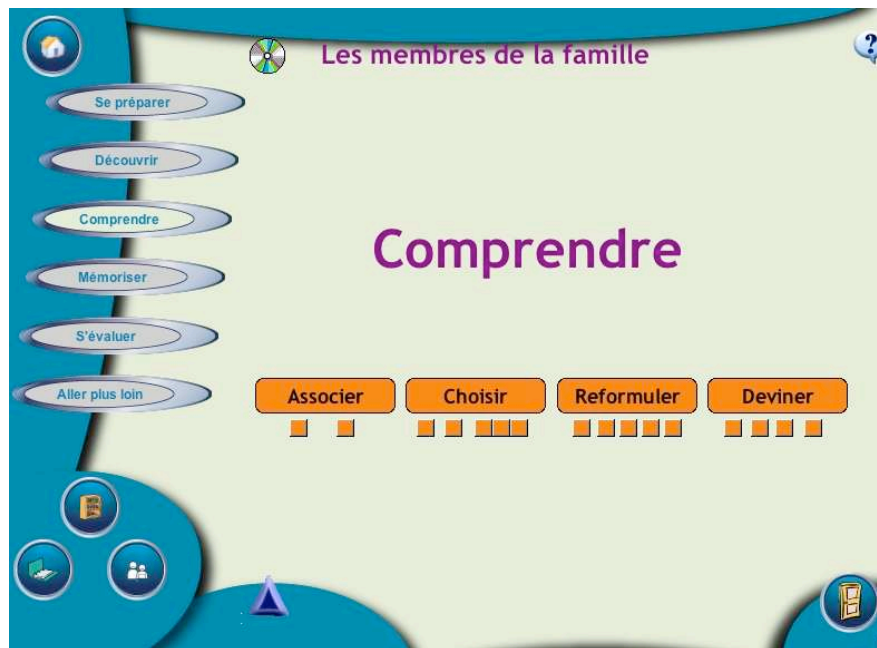 Les membres de la famille
Se préparer
Découvrir
Comprendre
Mémoriser
S'évaluer
Aller plus loin
Comprendre
Associer Choisir Reformuler Deviner
?